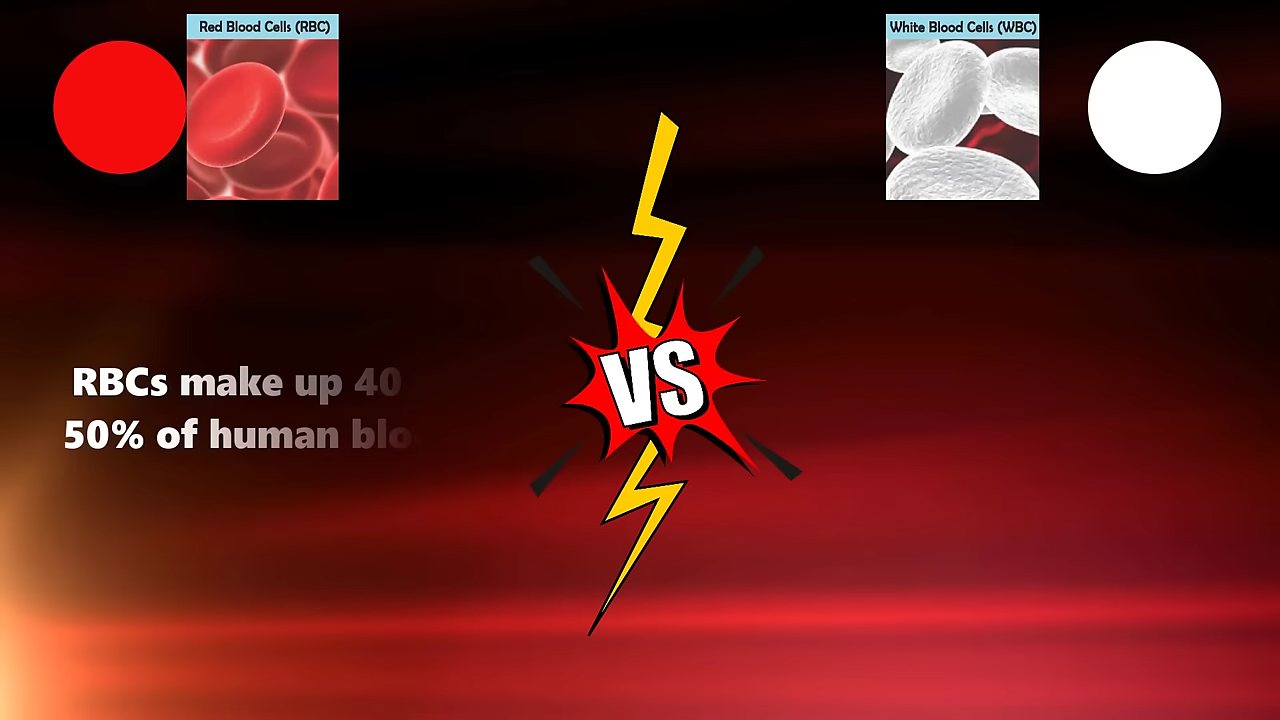 Red Blood Cells (RBC)
White Blood Cells (WBC)
VS
RBCs make up 40
50% of human blo